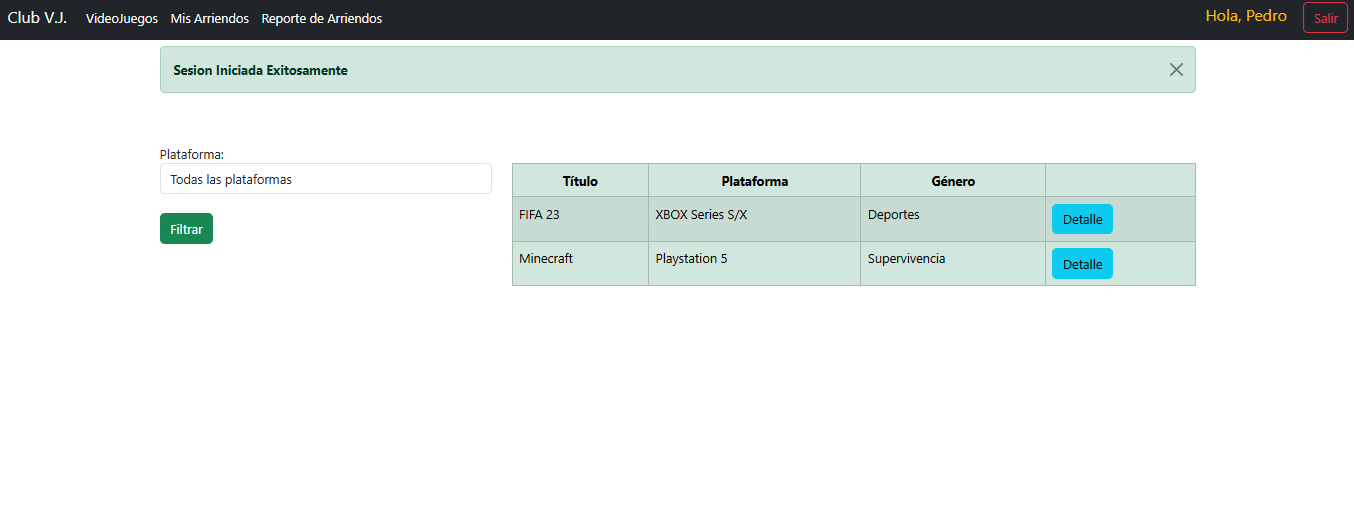 Club V.J. VideoJuegos Mis Arriendos Reporte de Arriendos Hola, Pedro Salir
Sesion Iniciada Exitosamente
Plataforma:
Todas las plataformas
Filtrar
Título Plataforma Género
FIFA 23 XBOX Series S/X Deportes Detalle
Minecraft Playstation 5 Supervivencia Detalle